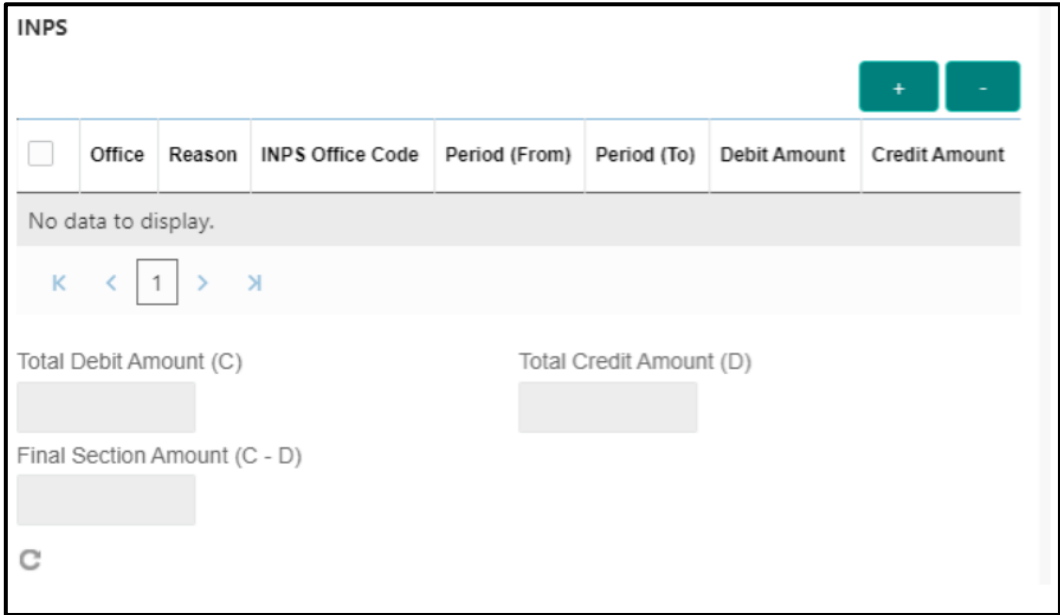 INPS
+ -
Office Reason INPS Office Code Period (From) Period (To) Debit Amount Credit Amount
No data to display.
1
Total Debit Amount (C) Total Credit Amount (D)
Final Section Amount (C - D)